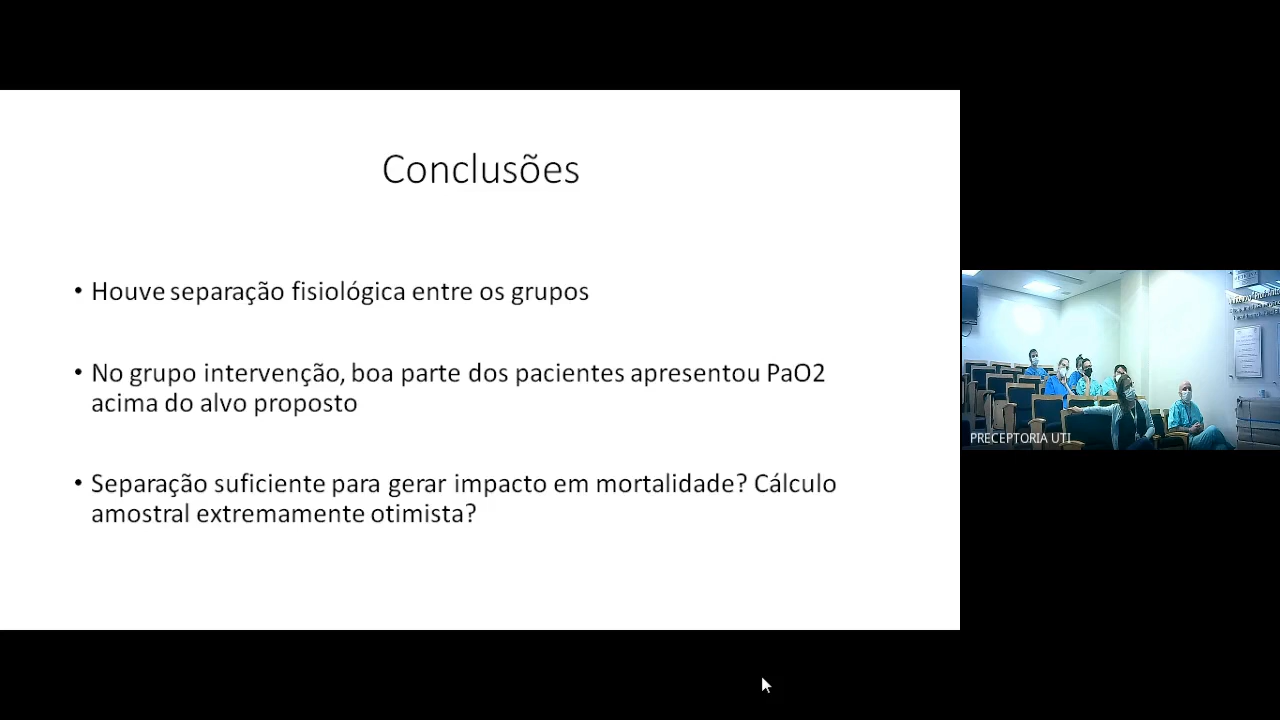 Conclusões
• Houve separação fisiológica entre os grupos
• No grupo intervenção, boa parte dos pacientes apresentou PaO2
acima do alvo proposto
• Separação suficiente para gerar impacto em mortalidade? Cálculo
amostral extremamente otimista?
PRECEPTORIA UTI